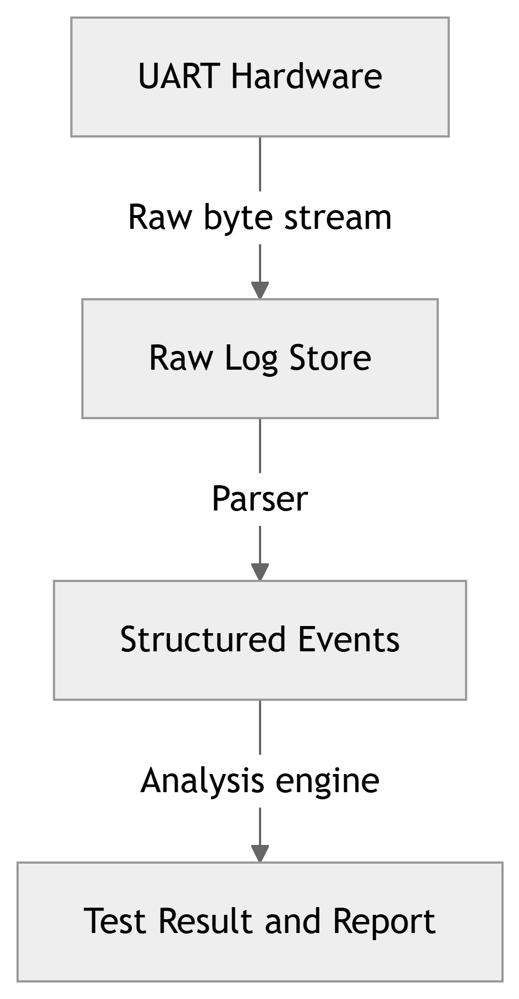 UART Hardware
Raw byte stream
Raw Log Store
Parser
Structured Events
Analysis engine
Test Result and Report